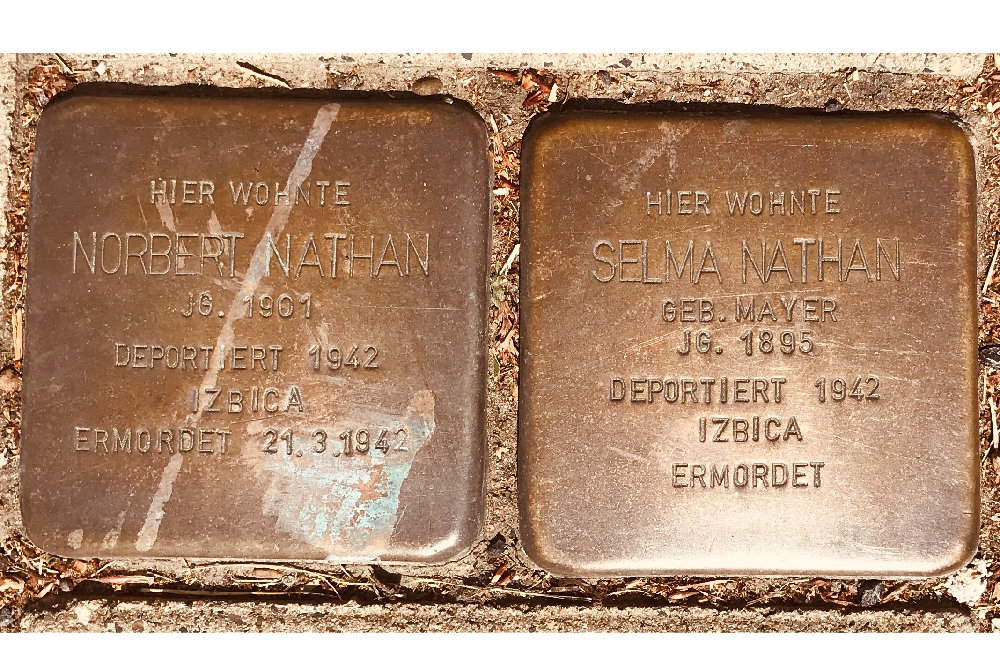 HIER WOHNTE
NORBERT NATHAN
JG. 1901
DEPORTIERT 1942
IZBICA
ERMORDET 21.3.1942
HIER WOHNTE
SELMA NATHAN
GEB. MAYER
JG. 1895
DEPORTIERT 1942
IZBICA
ERMORDET